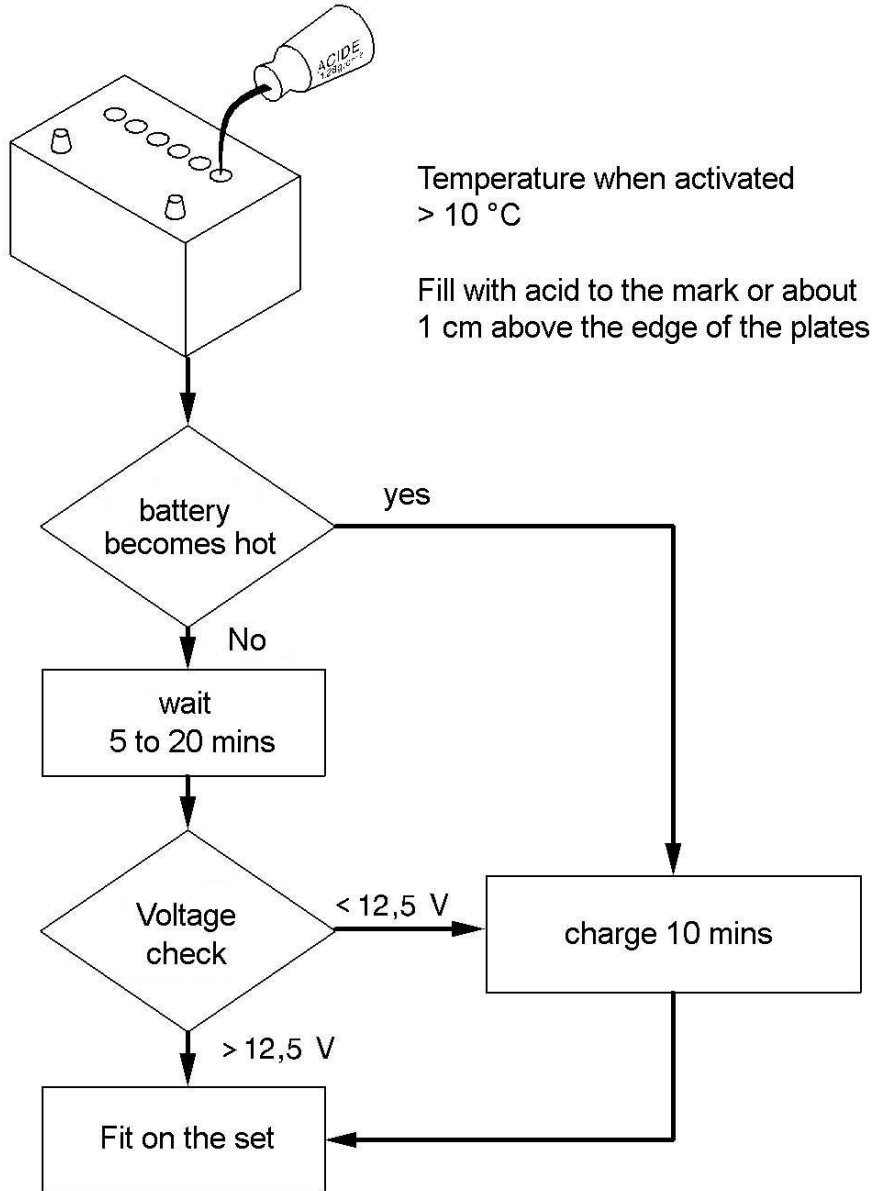 ACIDE
Temperature when activated
> 10 °C
Fill with acid to the mark or about
1 cm above the edge of the plates
battery
becomes hot
yes
No
wait
5 to 20 mins
Voltage
check
< 12,5 V
charge 10 mins
> 12,5 V
Fit on the set